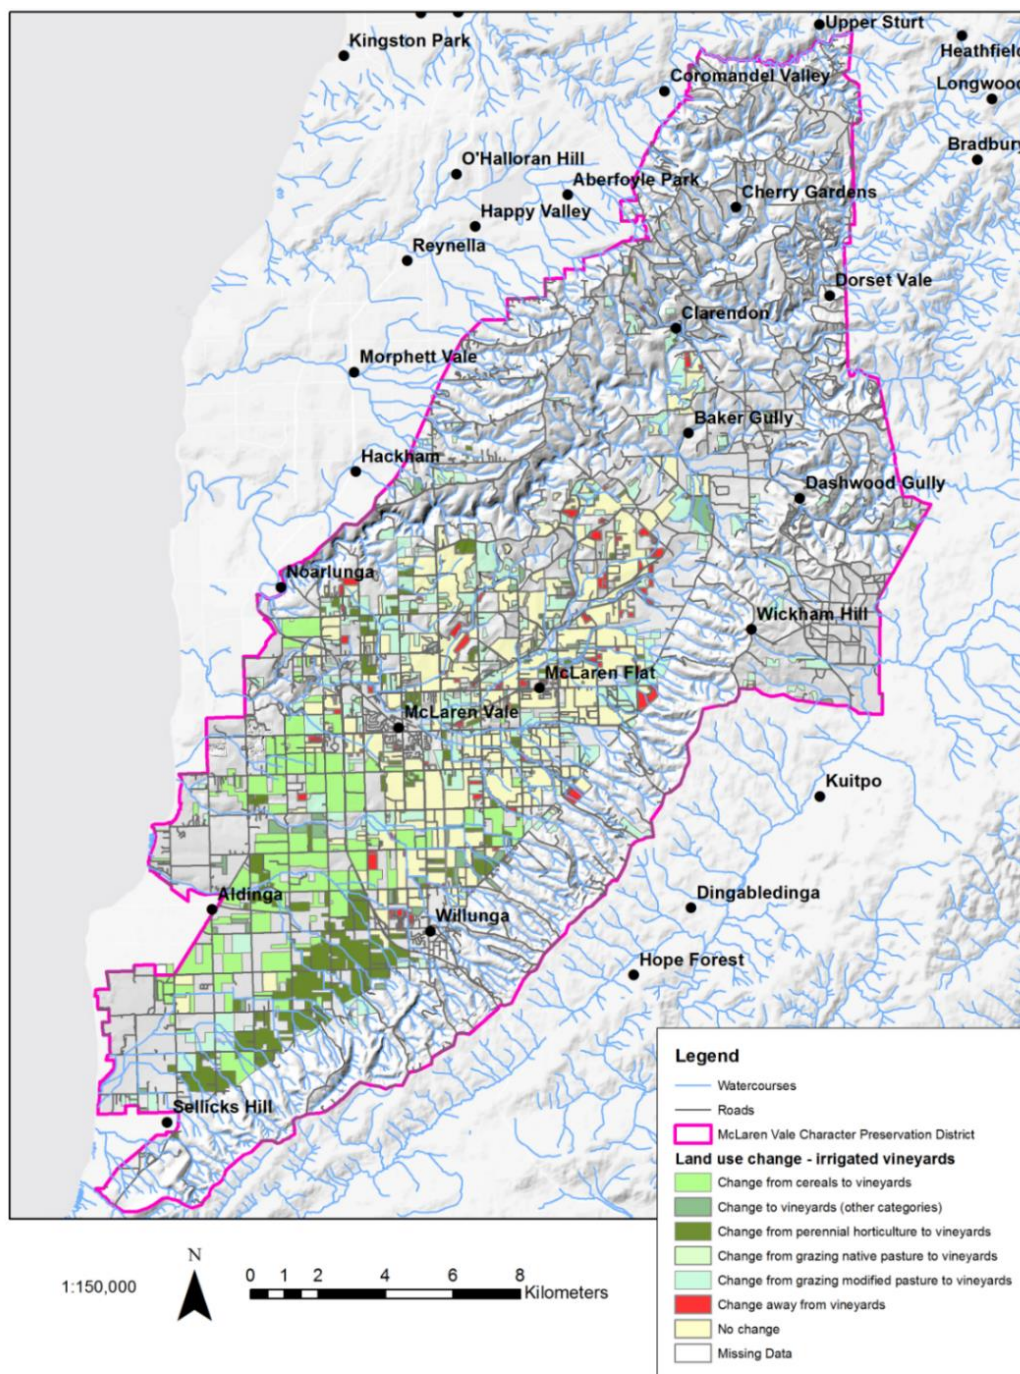 Upper Sturt
Kingston Park
Heathfield
Coromandel Valley
Longwood
Bradbury
O'Halloran Hill
Aberfoyle Park
Cherry Gardens
Happy Valley
Reynella
Dorset Vale
Clarendon
Morphett Vale
Baker Gully
Hackham
Dashwood Gully
Noarlunga
Wickham Hill
McLaren Flat
McLaren Vale
Kuitpo
Aldinga
Dingabledinga
Willunga
Hope Forest
Sellicks Hill
Legend
Watercourses
Roads
McLaren Vale Character Preservation District
Land use change - irrigated vineyards
Change from cereals to vineyards
Change to vineyards (other categories)
Change from perennial horticulture to vineyards
Change from grazing native pasture to vineyards
Change from grazing modified pasture to vineyards
Change away from vineyards
No change
Missing Data
N
1:150,000
0 1 2 4 6 8
Kilometers